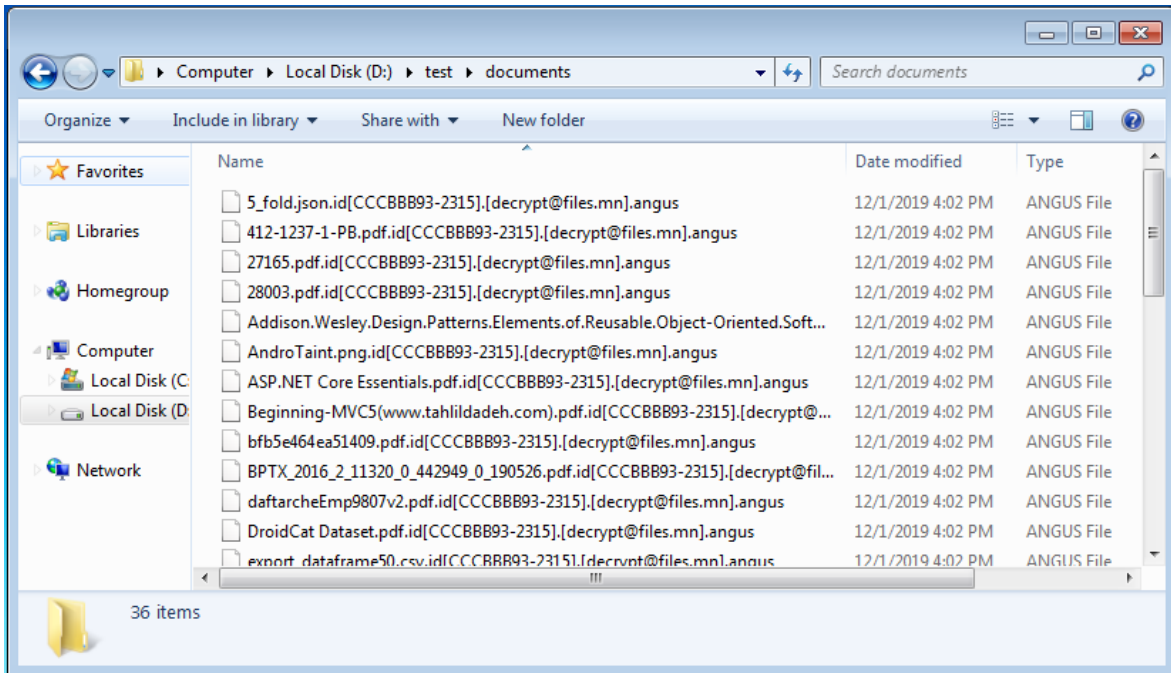 Computer ▸ Local Disk (D:) ▸ test ▸ documents
Search documents
Organize Include in library Share with New folder
Name Date modified Type
Favorites
Libraries
Homegroup
Computer
Local Disk (C:
Local Disk (D:
Network
5_fold.json.id[CCCBBB93-2315].[decrypt@files.mn].angus 12/1/2019 4:02 PM ANGUS File
412-1237-1-PB.pdf.id[CCCBBB93-2315].[decrypt@files.mn].angus 12/1/2019 4:02 PM ANGUS File
27165.pdf.id[CCCBBB93-2315].[decrypt@files.mn].angus 12/1/2019 4:02 PM ANGUS File
28003.pdf.id[CCCBBB93-2315].[decrypt@files.mn].angus 12/1/2019 4:02 PM ANGUS File
Addison.Wesley.Design.Patterns.Elements.of.Reusable.Object-Oriented.Soft... 12/1/2019 4:02 PM ANGUS File
AndroTaint.png.id[CCCBBB93-2315].[decrypt@files.mn].angus 12/1/2019 4:02 PM ANGUS File
ASP.NET Core Essentials.pdf.id[CCCBBB93-2315].[decrypt@files.mn].angus 12/1/2019 4:02 PM ANGUS File
Beginning-MVC5(www.tahlildadeh.com).pdf.id[CCCBBB93-2315].[decrypt@... 12/1/2019 4:02 PM ANGUS File
bfb5e464ea51409.pdf.id[CCCBBB93-2315].[decrypt@files.mn].angus 12/1/2019 4:02 PM ANGUS File
BPTX_2016_2_11320_0_442949_0_190526.pdf.id[CCCBBB93-2315].[decrypt@fil... 12/1/2019 4:02 PM ANGUS File
daftarcheEmp9807v2.pdf.id[CCCBBB93-2315].[decrypt@files.mn].angus 12/1/2019 4:02 PM ANGUS File
DroidCat Dataset.pdf.id[CCCBBB93-2315].[decrypt@files.mn].angus 12/1/2019 4:02 PM ANGUS File
export_dataframe50.csv.id[CCCBBB93-2315].[decrypt@files.mn].angus 12/1/2019 4:02 PM ANGUS File
36 items